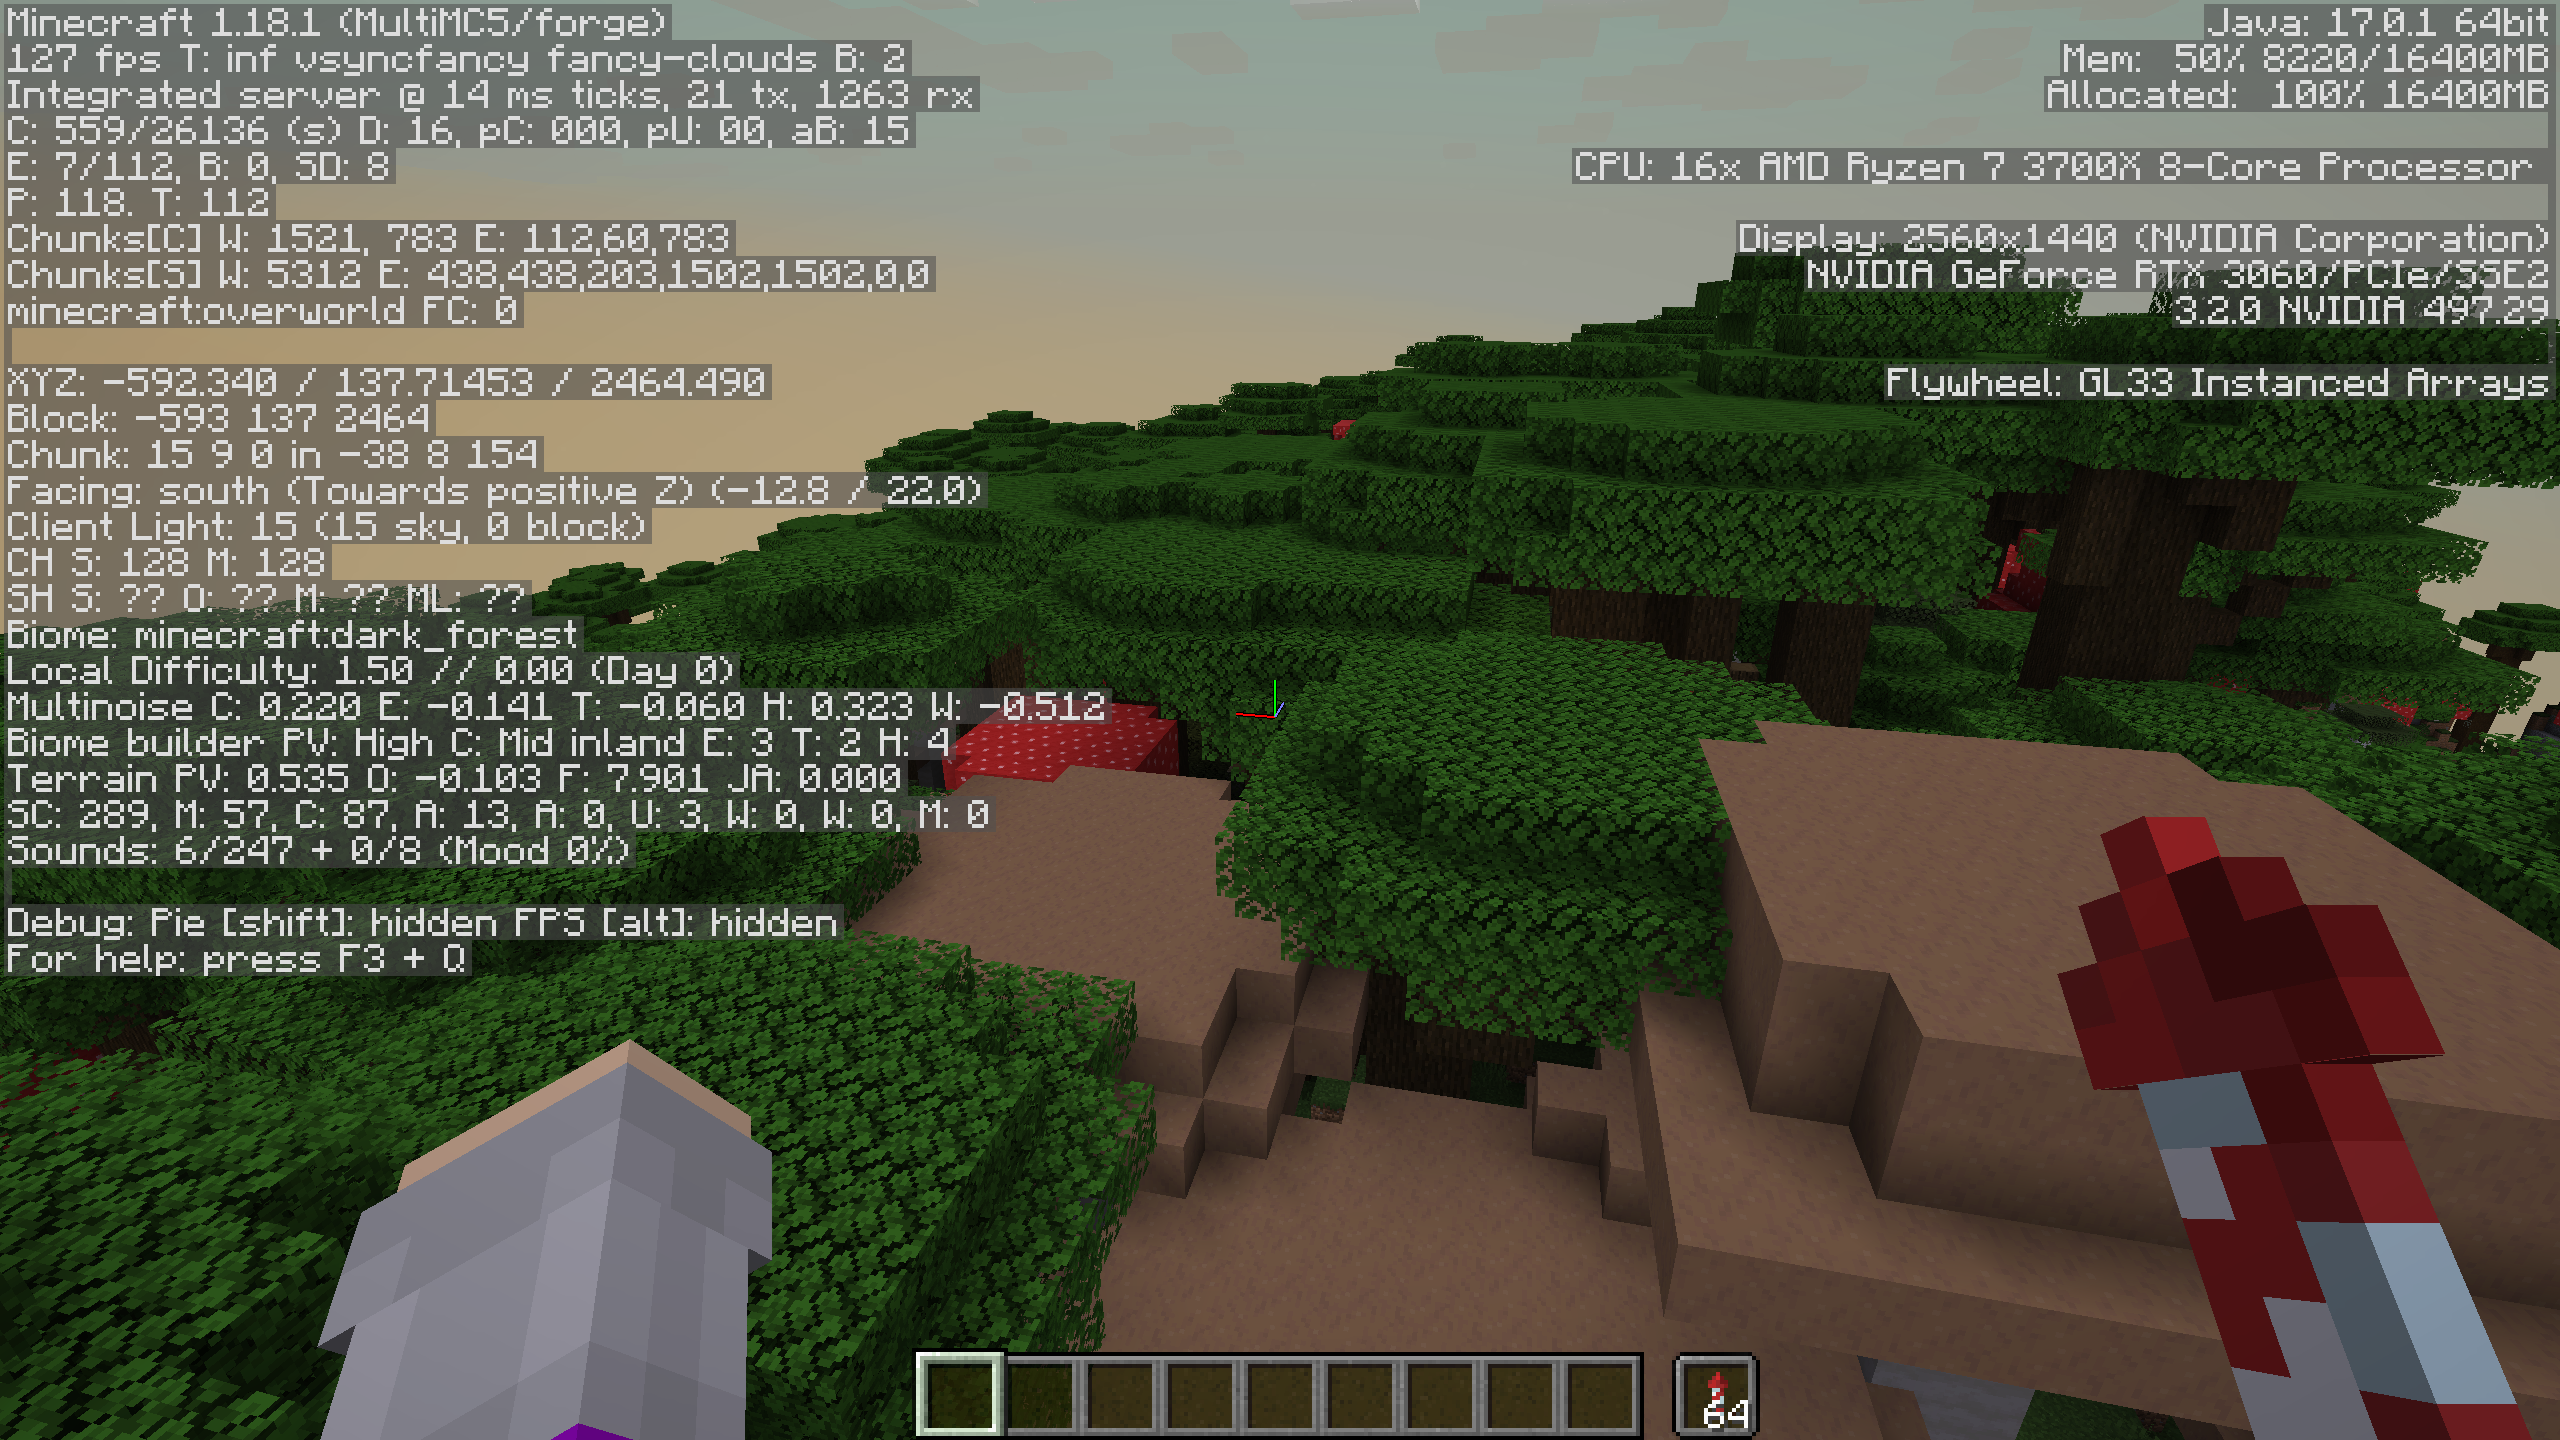 Minecraft 1.18.1 (MultiMC5/forge)
127 fps T: inf vsyncfancy fancy-clouds B: 2
Integrated server @ 14 ms ticks, 21 tx, 1263 rx
C: 559/26136 (s) D: 16, pC: 000, pU: 00, aB: 15
E: 7/112, B: 0, SD: 8
P: 118. T: 112
Chunks[C] W: 1521, 783 E: 112,60,783
Chunks[S] W: 5312 E: 438,438,203,1502,1502,0,0
minecraft:overworld FC: 0
XYZ: -592.340 / 137.71453 / 2464.490
Block: -593 137 2464
Chunk: 15 9 0 in -38 8 154
Facing: south (Towards positive Z) (-12.8 / 22.0)
Client Light: 15 (15 sky, 0 block)
CH S: 128 M: 128
SH S: ?? O: ?? M: ?? ML: ??
Biome: minecraft:dark_forest
Local Difficulty: 1.50 // 0.00 (Day 0)
Multinoise C: 0.220 E: -0.141 T: -0.060 H: 0.323 W: -0.512
Biome builder PV: High C: Mid inland E: 3 T: 2 H: 4
Terrain PV: 0.535 O: -0.103 F: 7.901 JA: 0.000
SC: 289, M: 57, C: 87, A: 13, A: 0, U: 3, W: 0, W: 0, M: 0
Sounds: 6/247 + 0/8 (Mood 0%)
Debug: Pie [shift]: hidden FPS [alt]: hidden
For help: press F3 + Q
Java: 17.0.1 64bit
Mem: 50% 8220/16400MB
Allocated: 100% 16400MB
CPU: 16x AMD Ryzen 7 3700X 8-Core Processor
Display: 2560x1440 (NVIDIA Corporation)
NVIDIA GeForce RTX 3060/PCIe/SSE2
3.2.0 NVIDIA 497.29
Flywheel: GL33 Instanced Arrays
64